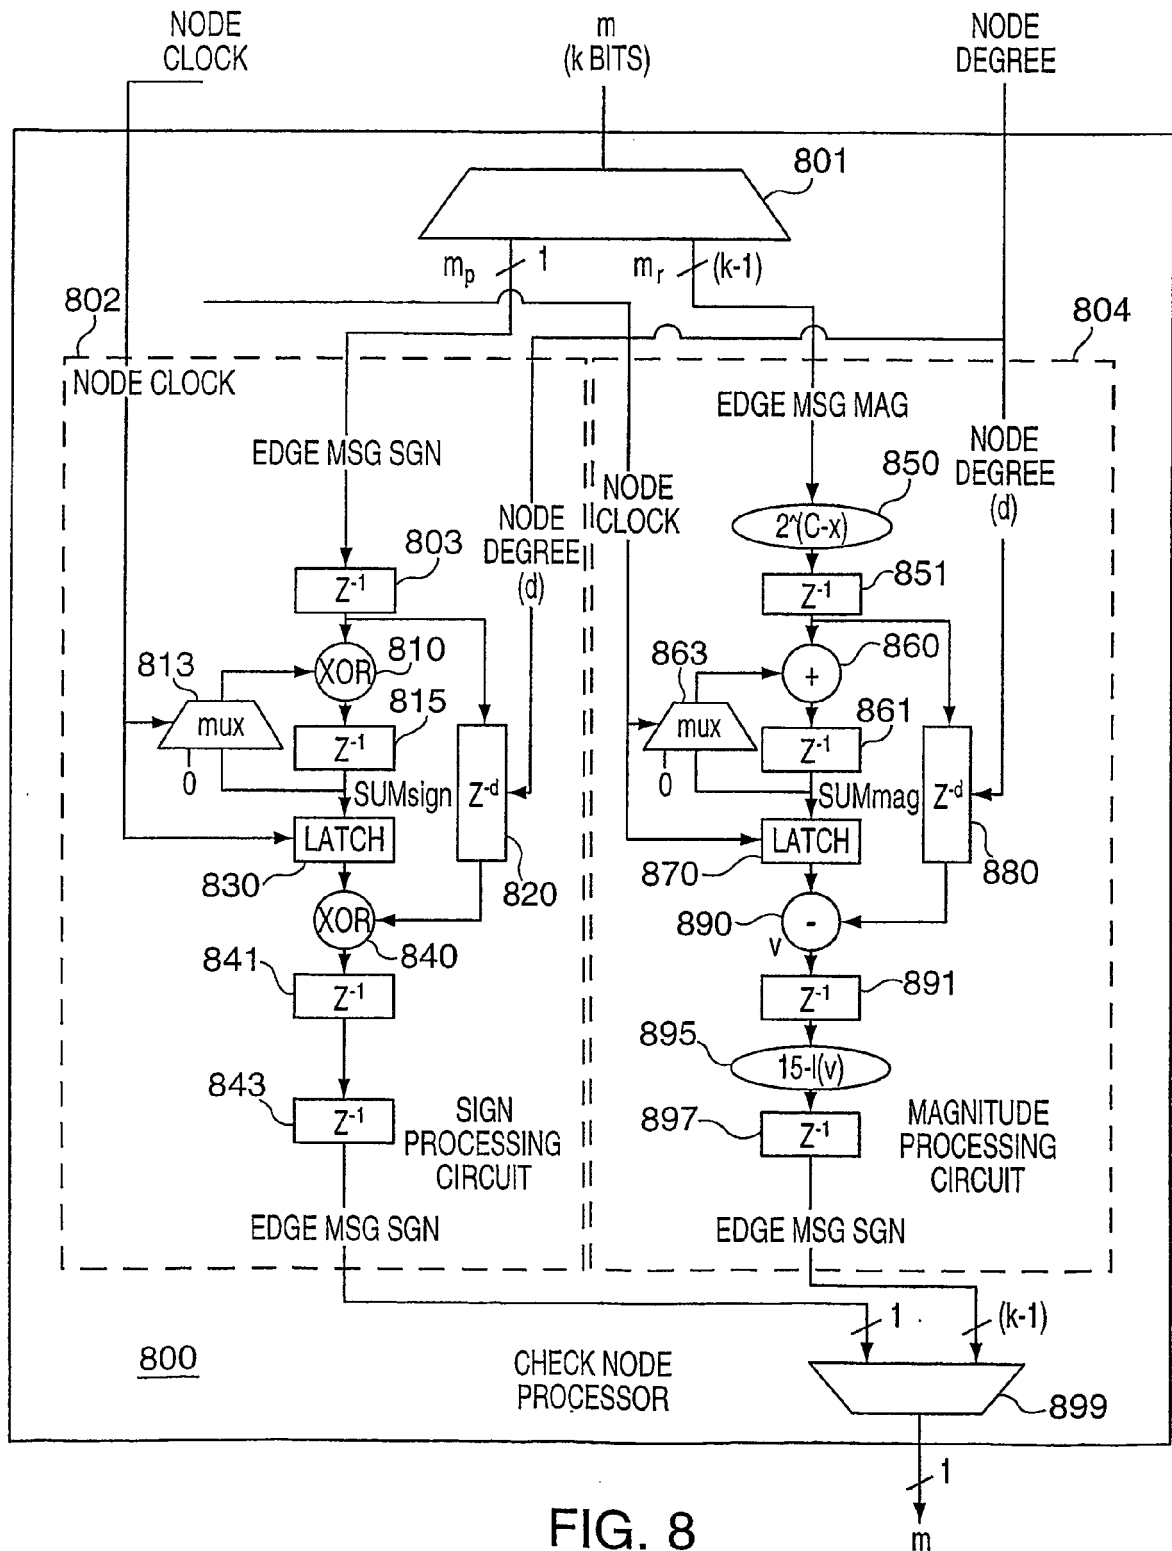 NODE
CLOCK
m
(k BITS)
NODE
DEGREE
801
m_p
1
m_r
(k-1)
802
804
NODE CLOCK
EDGE MSG MAG
EDGE MSG SGN
NODE
DEGREE
(d)
850
NODE
CLOCK
2^(C-x)
NODE
DEGREE
(d)
803
Z⁻¹
851
Z⁻¹
813
XOR
810
863
+
860
mux
815
Z⁻¹
mux
861
Z⁻¹
0
SUMsign
Z^-d
0
SUMmag
Z^-d
LATCH
830
820
LATCH
870
880
XOR
840
890
-
v
841
Z⁻¹
891
Z⁻¹
895
15-l(v)
843
Z⁻¹
897
Z⁻¹
SIGN
PROCESSING
CIRCUIT
MAGNITUDE
PROCESSING
CIRCUIT
EDGE MSG SGN
EDGE MSG SGN
1
(k-1)
800
CHECK NODE
PROCESSOR
899
1
m
FIG. 8